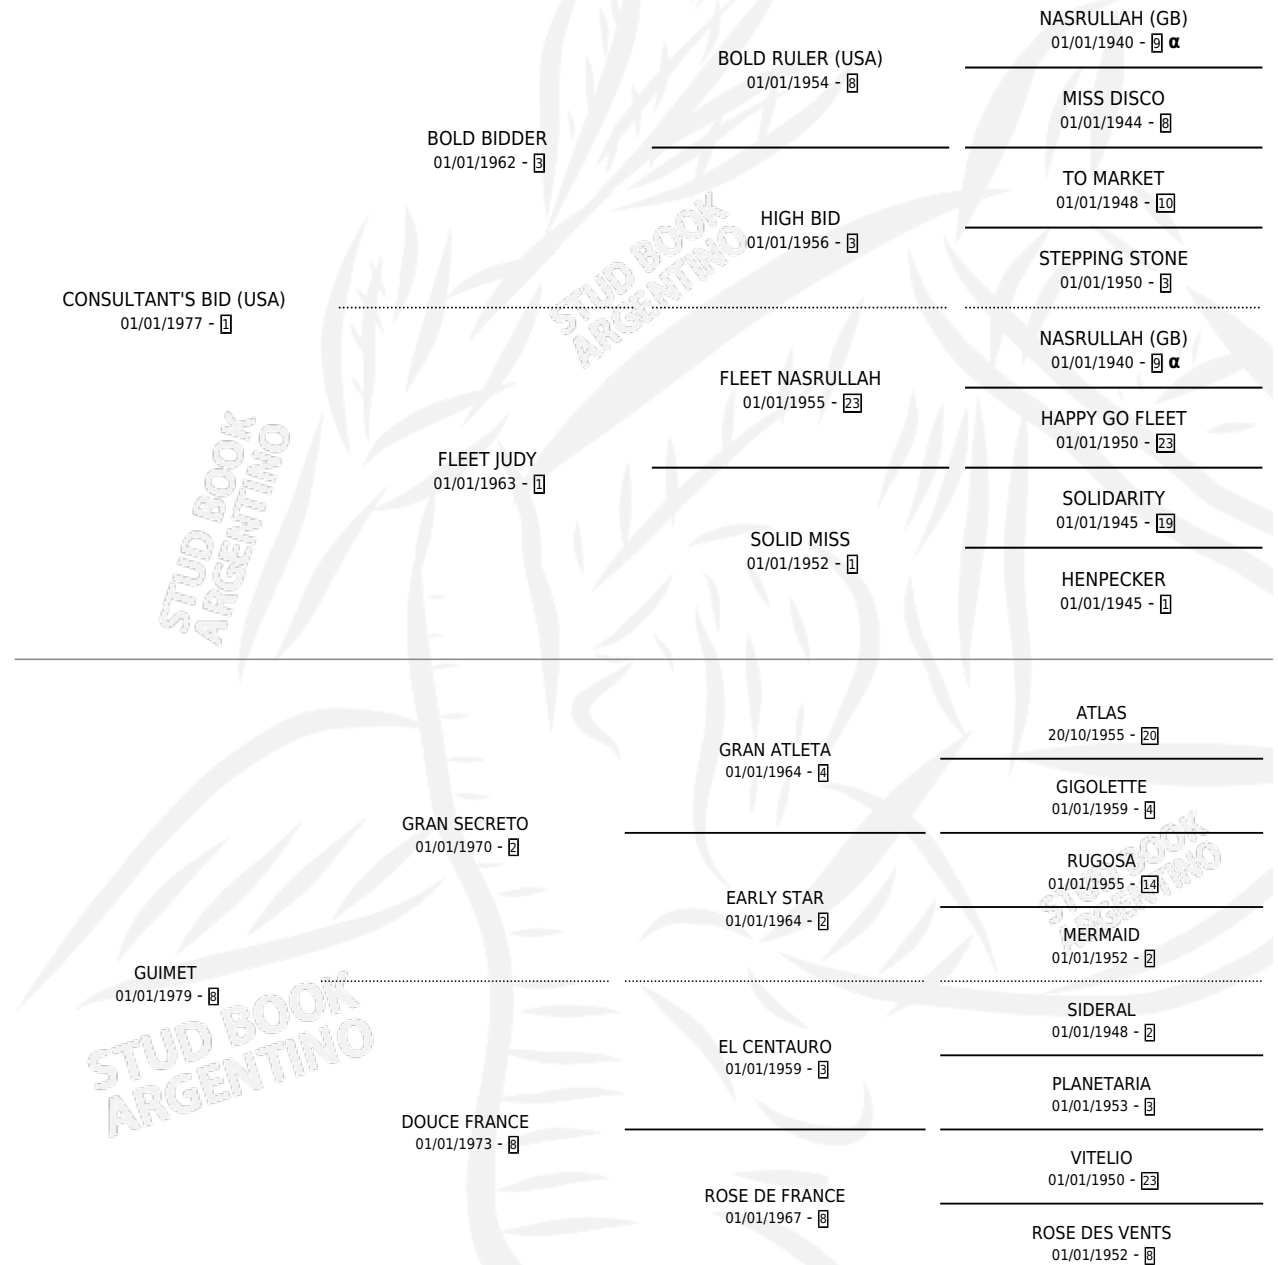 NASRULLAH (GB)
01/01/1940 - 9 α
BOLD RULER (USA)
01/01/1954 - 8
MISS DISCO
01/01/1944 - 8
BOLD BIDDER
01/01/1962 - 3
TO MARKET
01/01/1948 - 10
HIGH BID
01/01/1956 - 3
STEPPING STONE
01/01/1950 - 3
CONSULTANT'S BID (USA)
01/01/1977 - 1
NASRULLAH (GB)
01/01/1940 - 9 α
FLEET NASRULLAH
01/01/1955 - 23
HAPPY GO FLEET
01/01/1950 - 23
FLEET JUDY
01/01/1963 - 1
SOLIDARITY
01/01/1945 - 19
SOLID MISS
01/01/1952 - 1
HENPECKER
01/01/1945 - 1
ATLAS
20/10/1955 - 20
GRAN ATLETA
01/01/1964 - 4
GIGOLETTE
01/01/1959 - 4
GRAN SECRETO
01/01/1970 - 2
RUGOSA
01/01/1955 - 14
EARLY STAR
01/01/1964 - 2
MERMAID
01/01/1952 - 2
GUIMET
01/01/1979 - 8
SIDERAL
01/01/1948 - 2
EL CENTAURO
01/01/1959 - 3
PLANETARIA
01/01/1953 - 3
DOUCE FRANCE
01/01/1973 - 8
VITELIO
01/01/1950 - 23
ROSE DE FRANCE
01/01/1967 - 8
ROSE DES VENTS
01/01/1952 - 8
STUD BOOK
ARGENTINO
STUD BOOK
ARGENTINO
STUD BOOK
ARGENTINO
STUD BOOK
ARGENTINO